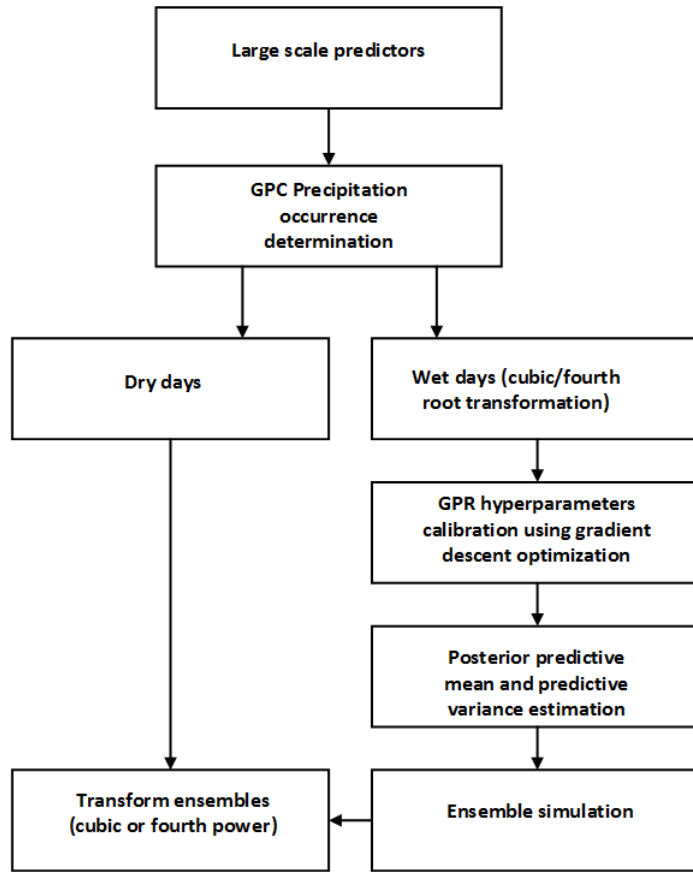 Large scale predictors
GPC Precipitation
occurrence
determination
Dry days
Wet days (cubic/fourth
root transformation)
GPR hyperparameters
calibration using gradient
descent optimization
Posterior predictive
mean and predictive
variance estimation
Transform ensembles
(cubic or fourth power)
Ensemble simulation